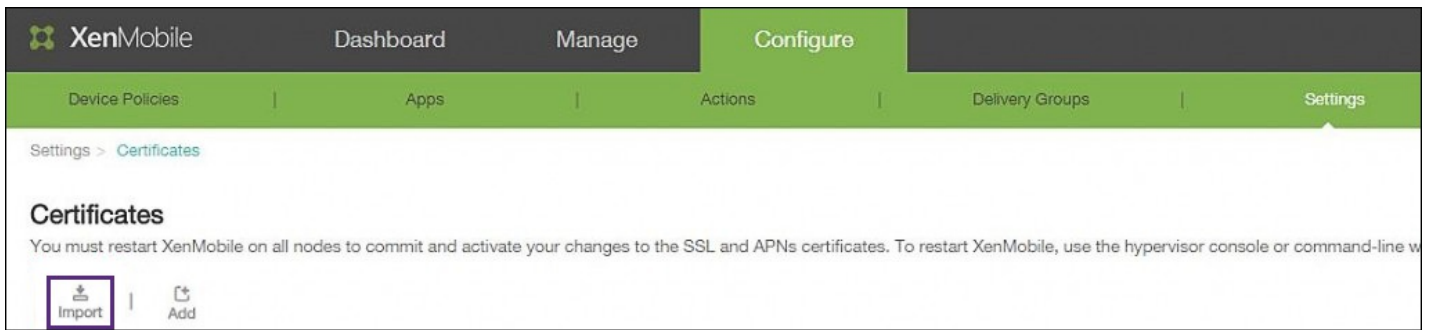 XenMobile Dashboard Manage Configure
Device Policies | Apps | Actions | Delivery Groups | Settings
Settings > Certificates
Certificates
You must restart XenMobile on all nodes to commit and activate your changes to the SSL and APNs certificates. To restart XenMobile, use the hypervisor console or command-line w
Import | Add